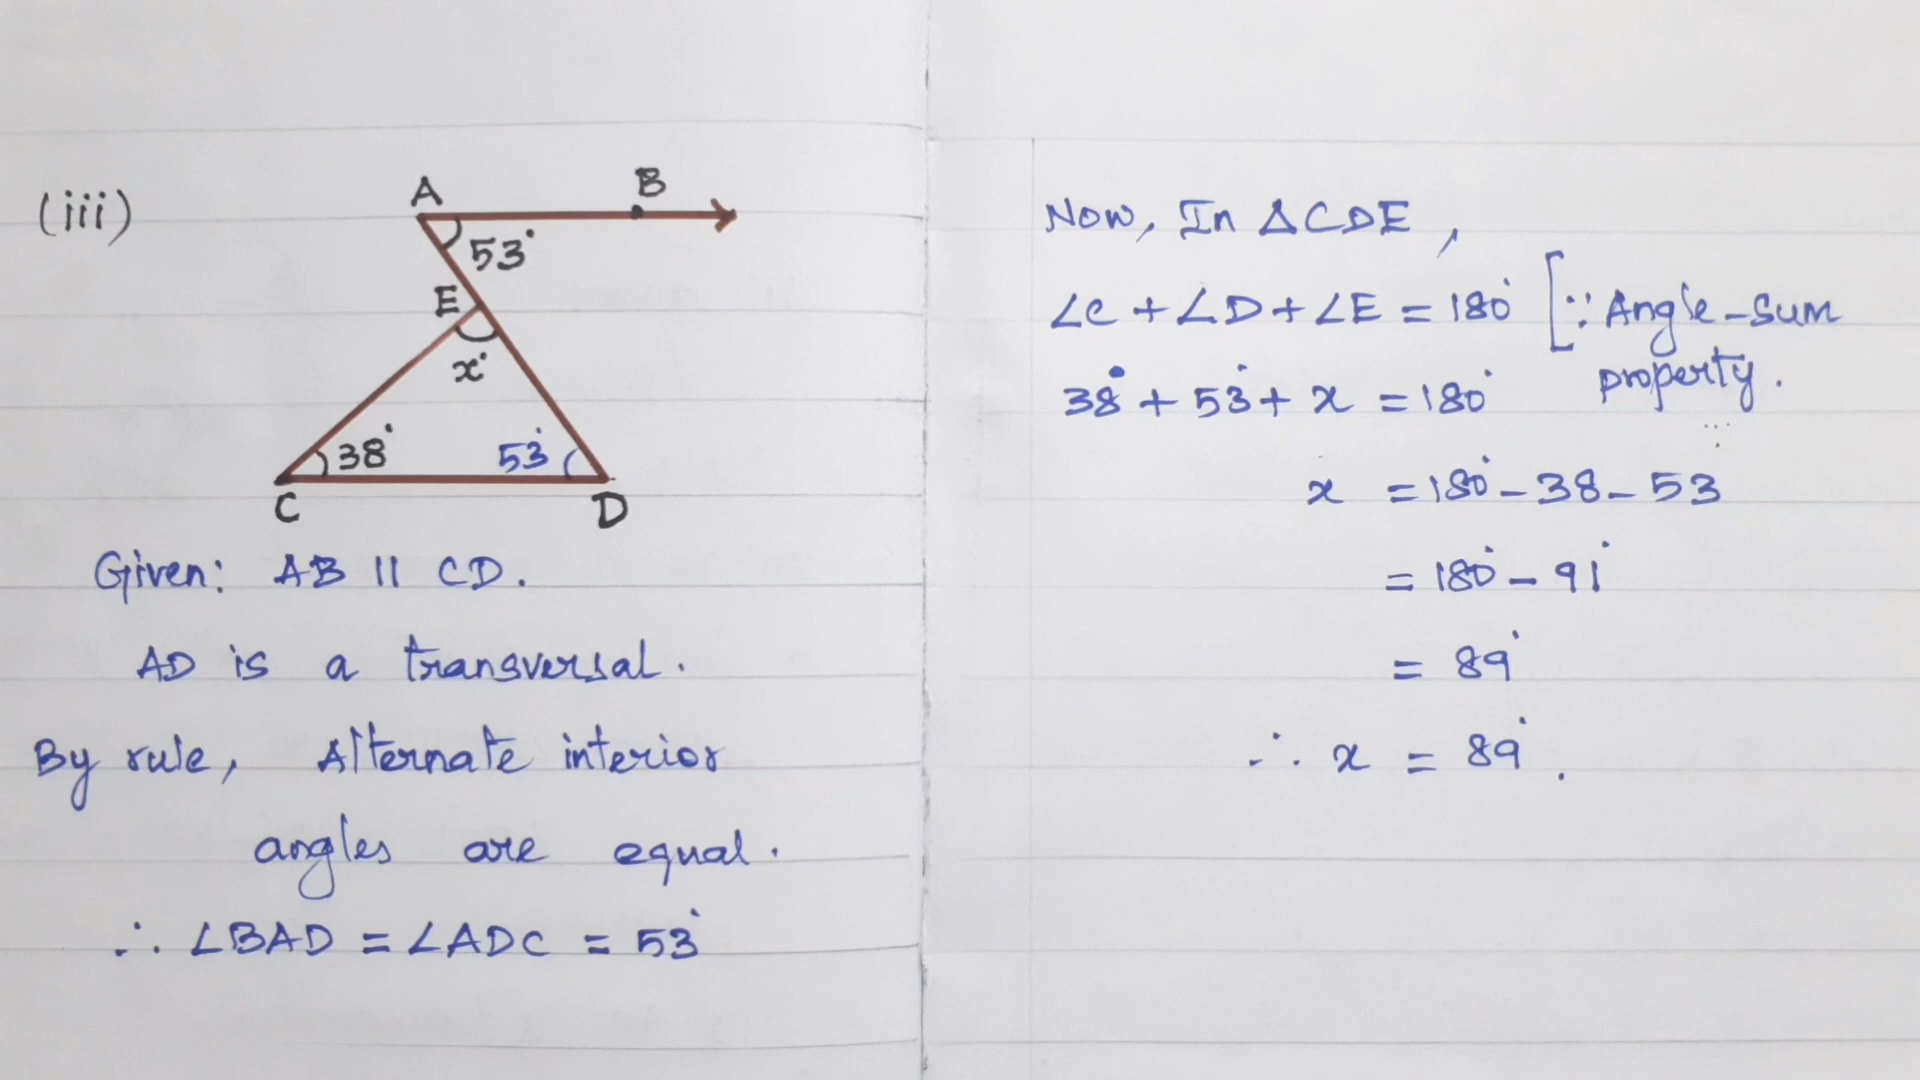 (iii)
A
B
53°
E
x°
38°
53°
C
D
Given: AB || CD.
AD is a transversal.
By rule, Alternate interior
angles are equal.
∴ ∠BAD = ∠ADC = 53°
Now, In ΔCDE,
∠C + ∠D + ∠E = 180° [∵ Angle-Sum
property.
38° + 53° + x = 180°
x = 180° - 38 - 53°
= 180° - 91°
= 89°
∴ x = 89°.